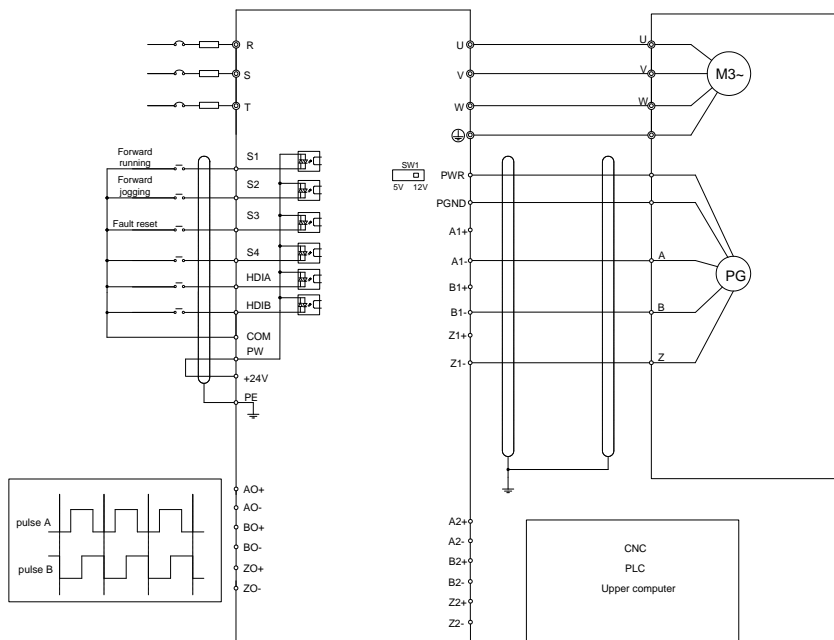 R
S
T
Forward
running
Forward
jogging
Fault reset
S1
S2
S3
S4
HDIA
HDIB
COM
PW
+24V
PE
SW1
5V 12V
U
V
W
PWR
PGND
A1+
A1-
B1+
B1-
Z1+
Z1-
U
V
W
M3~
A
B
Z
PG
pulse A
pulse B
AO+
AO-
BO+
BO-
ZO+
ZO-
A2+
A2-
B2+
B2-
Z2+
Z2-
CNC
PLC
Upper computer